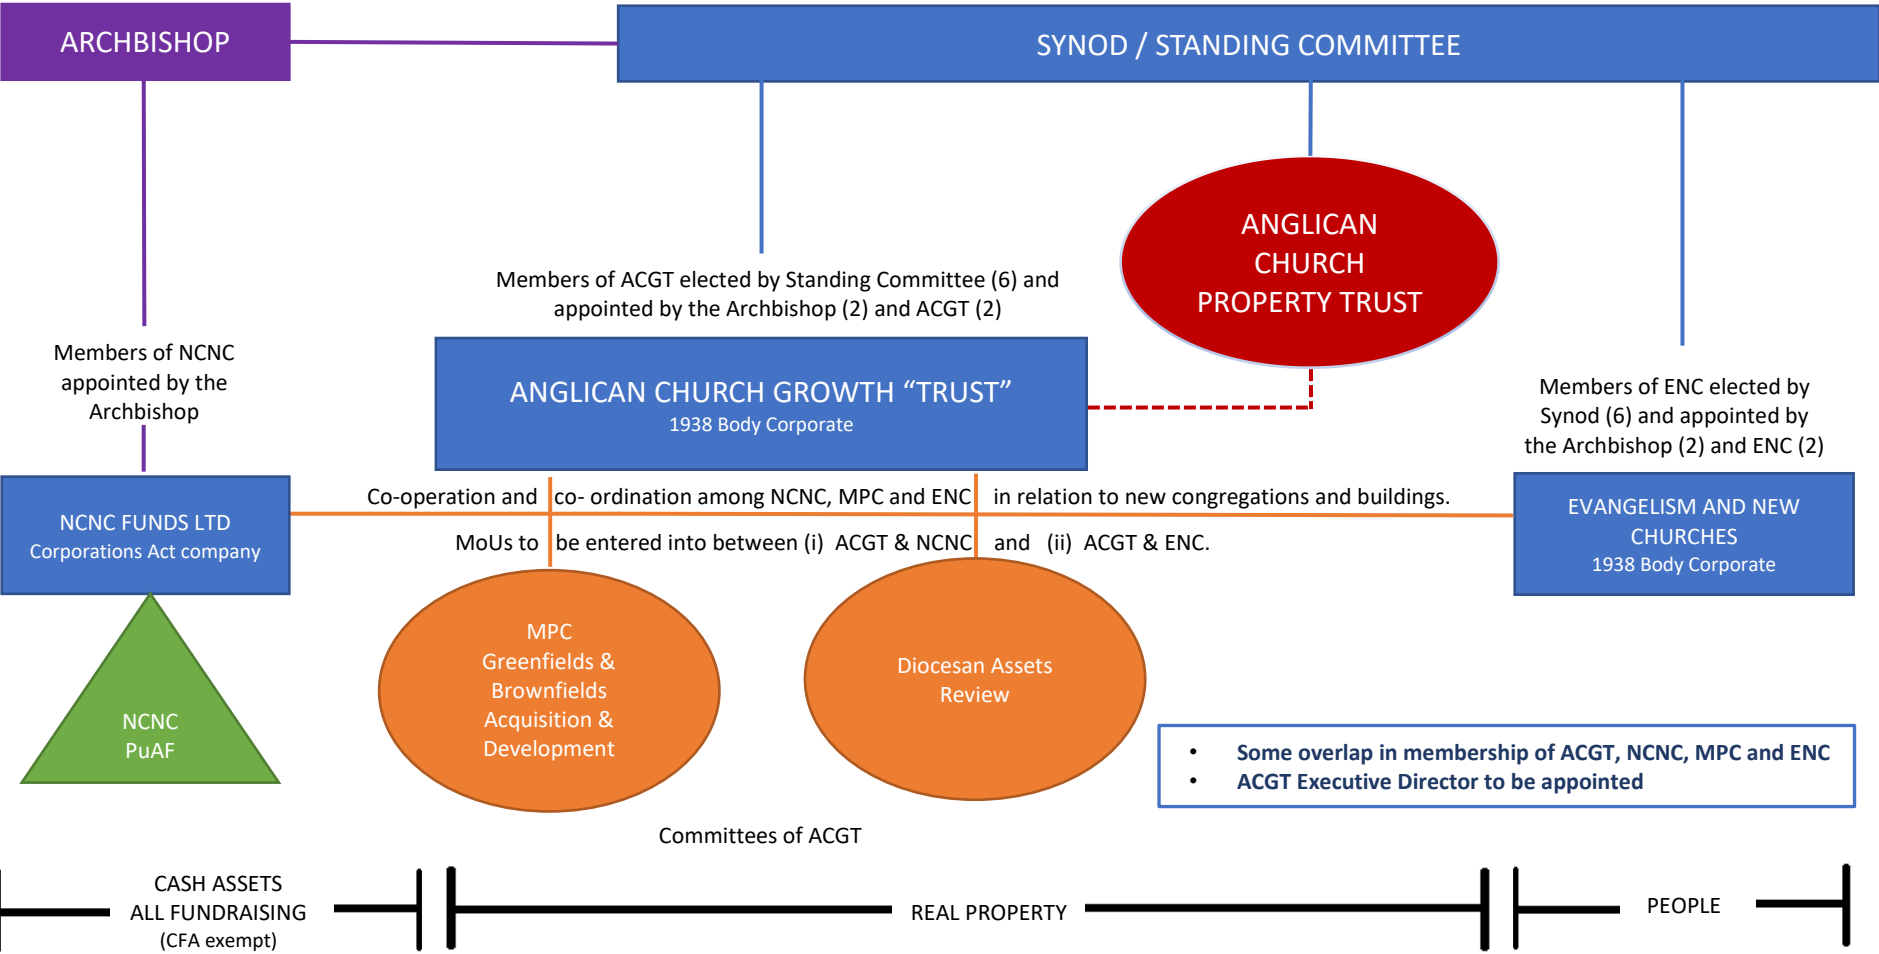 ARCHBISHOP
SYNOD / STANDING COMMITTEE
ANGLICAN
CHURCH
PROPERTY TRUST
Members of ACGT elected by Standing Committee (6) and
appointed by the Archbishop (2) and ACGT (2)
Members of NCNC
appointed by the
Archbishop
ANGLICAN CHURCH GROWTH “TRUST”
1938 Body Corporate
Members of ENC elected by
Synod (6) and appointed by
the Archbishop (2) and ENC (2)
NCNC FUNDS LTD
Corporations Act company
Co-operation and co- ordination among NCNC, MPC and ENC in relation to new congregations and buildings.
MoUs to be entered into between (i) ACGT & NCNC and (ii) ACGT & ENC.
EVANGELISM AND NEW
CHURCHES
1938 Body Corporate
NCNC
PuAF
MPC
Greenfields &
Brownfields
Acquisition &
Development
Diocesan Assets
Review
• Some overlap in membership of ACGT, NCNC, MPC and ENC
• ACGT Executive Director to be appointed
Committees of ACGT
CASH ASSETS
ALL FUNDRAISING
(CFA exempt)
REAL PROPERTY
PEOPLE